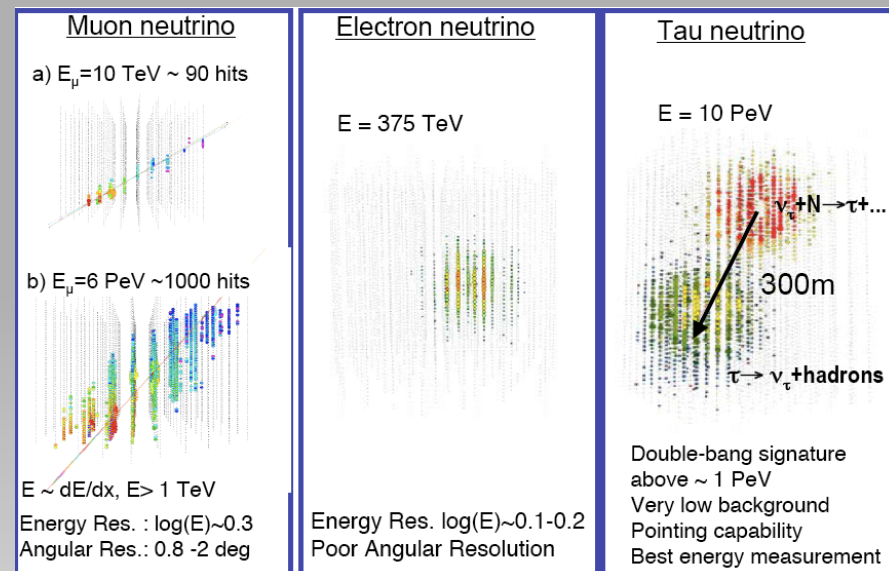 Muon neutrino
a) Eμ=10 TeV ~ 90 hits
b) Eμ=6 PeV ~1000 hits
E ~ dE/dx, E> 1 TeV
Energy Res. : log(E)~0.3
Angular Res.: 0.8 -2 deg
Electron neutrino
E = 375 TeV
Energy Res. log(E)~0.1-0.2
Poor Angular Resolution
Tau neutrino
E = 10 PeV
ντ+N→τ+...
300m
τ→ ντ+hadrons
Double-bang signature
above ~ 1 PeV
Very low background
Pointing capability
Best energy measurement